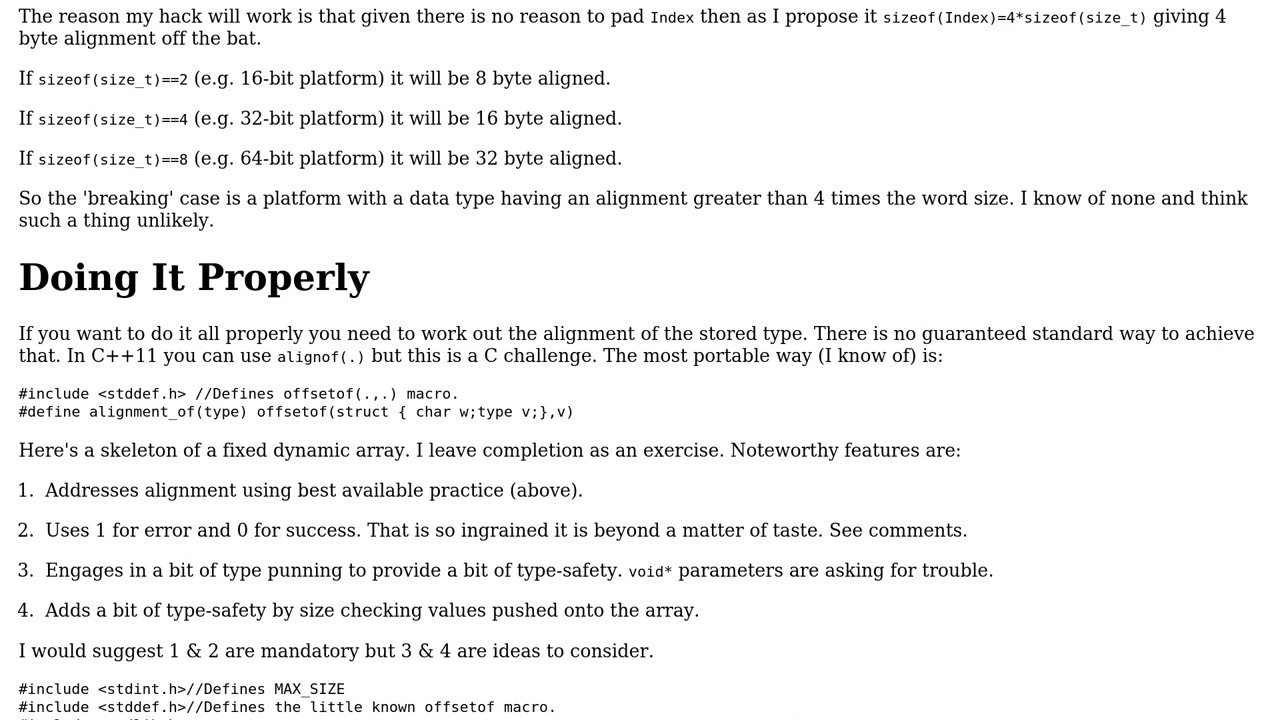 The reason my hack will work is that given there is no reason to pad Index then as I propose it sizeof(Index)=4*sizeof(size_t) giving 4
byte alignment off the bat.
If sizeof(size_t)==2 (e.g. 16-bit platform) it will be 8 byte aligned.
If sizeof(size_t)==4 (e.g. 32-bit platform) it will be 16 byte aligned.
If sizeof(size_t)==8 (e.g. 64-bit platform) it will be 32 byte aligned.
So the 'breaking' case is a platform with a data type having an alignment greater than 4 times the word size. I know of none and think
such a thing unlikely.
Doing It Properly
If you want to do it all properly you need to work out the alignment of the stored type. There is no guaranteed standard way to achieve
that. In C++11 you can use alignof(.) but this is a C challenge. The most portable way (I know of) is:
#include <stddef.h> //Defines offsetof(.,.) macro.
#define alignment_of(type) offsetof(struct { char w;type v;},v)
Here's a skeleton of a fixed dynamic array. I leave completion as an exercise. Noteworthy features are:
1. Addresses alignment using best available practice (above).
2. Uses 1 for error and 0 for success. That is so ingrained it is beyond a matter of taste. See comments.
3. Engages in a bit of type punning to provide a bit of type-safety. void* parameters are asking for trouble.
4. Adds a bit of type-safety by size checking values pushed onto the array.
I would suggest 1 & 2 are mandatory but 3 & 4 are ideas to consider.
#include <stdint.h>//Defines MAX_SIZE
#include <stddef.h>//Defines the little known offsetof macro.